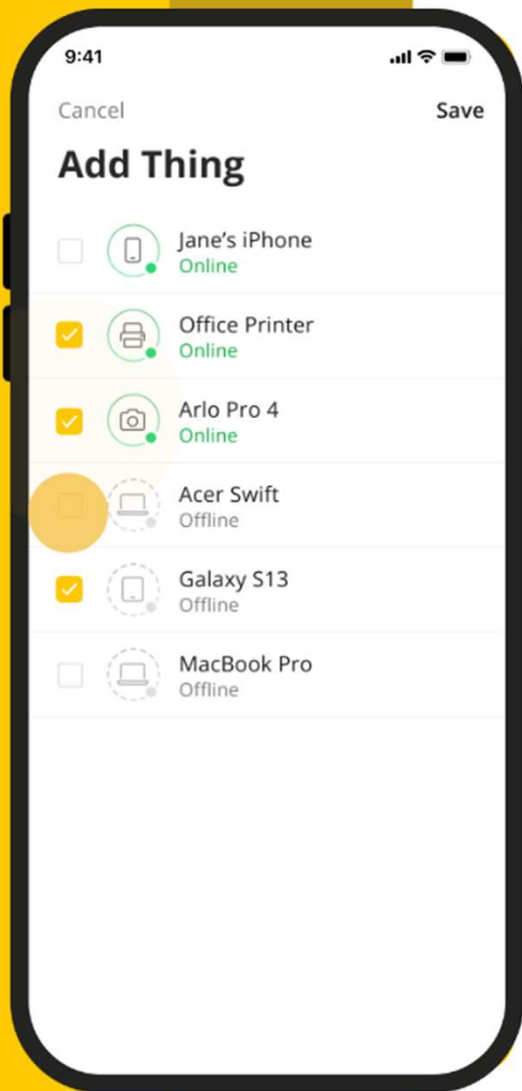 9:41
Cancel Save
Add Thing
Jane’s iPhone
Online
Office Printer
Online
Arlo Pro 4
Online
Acer Swift
Offline
Galaxy S13
Offline
MacBook Pro
Offline